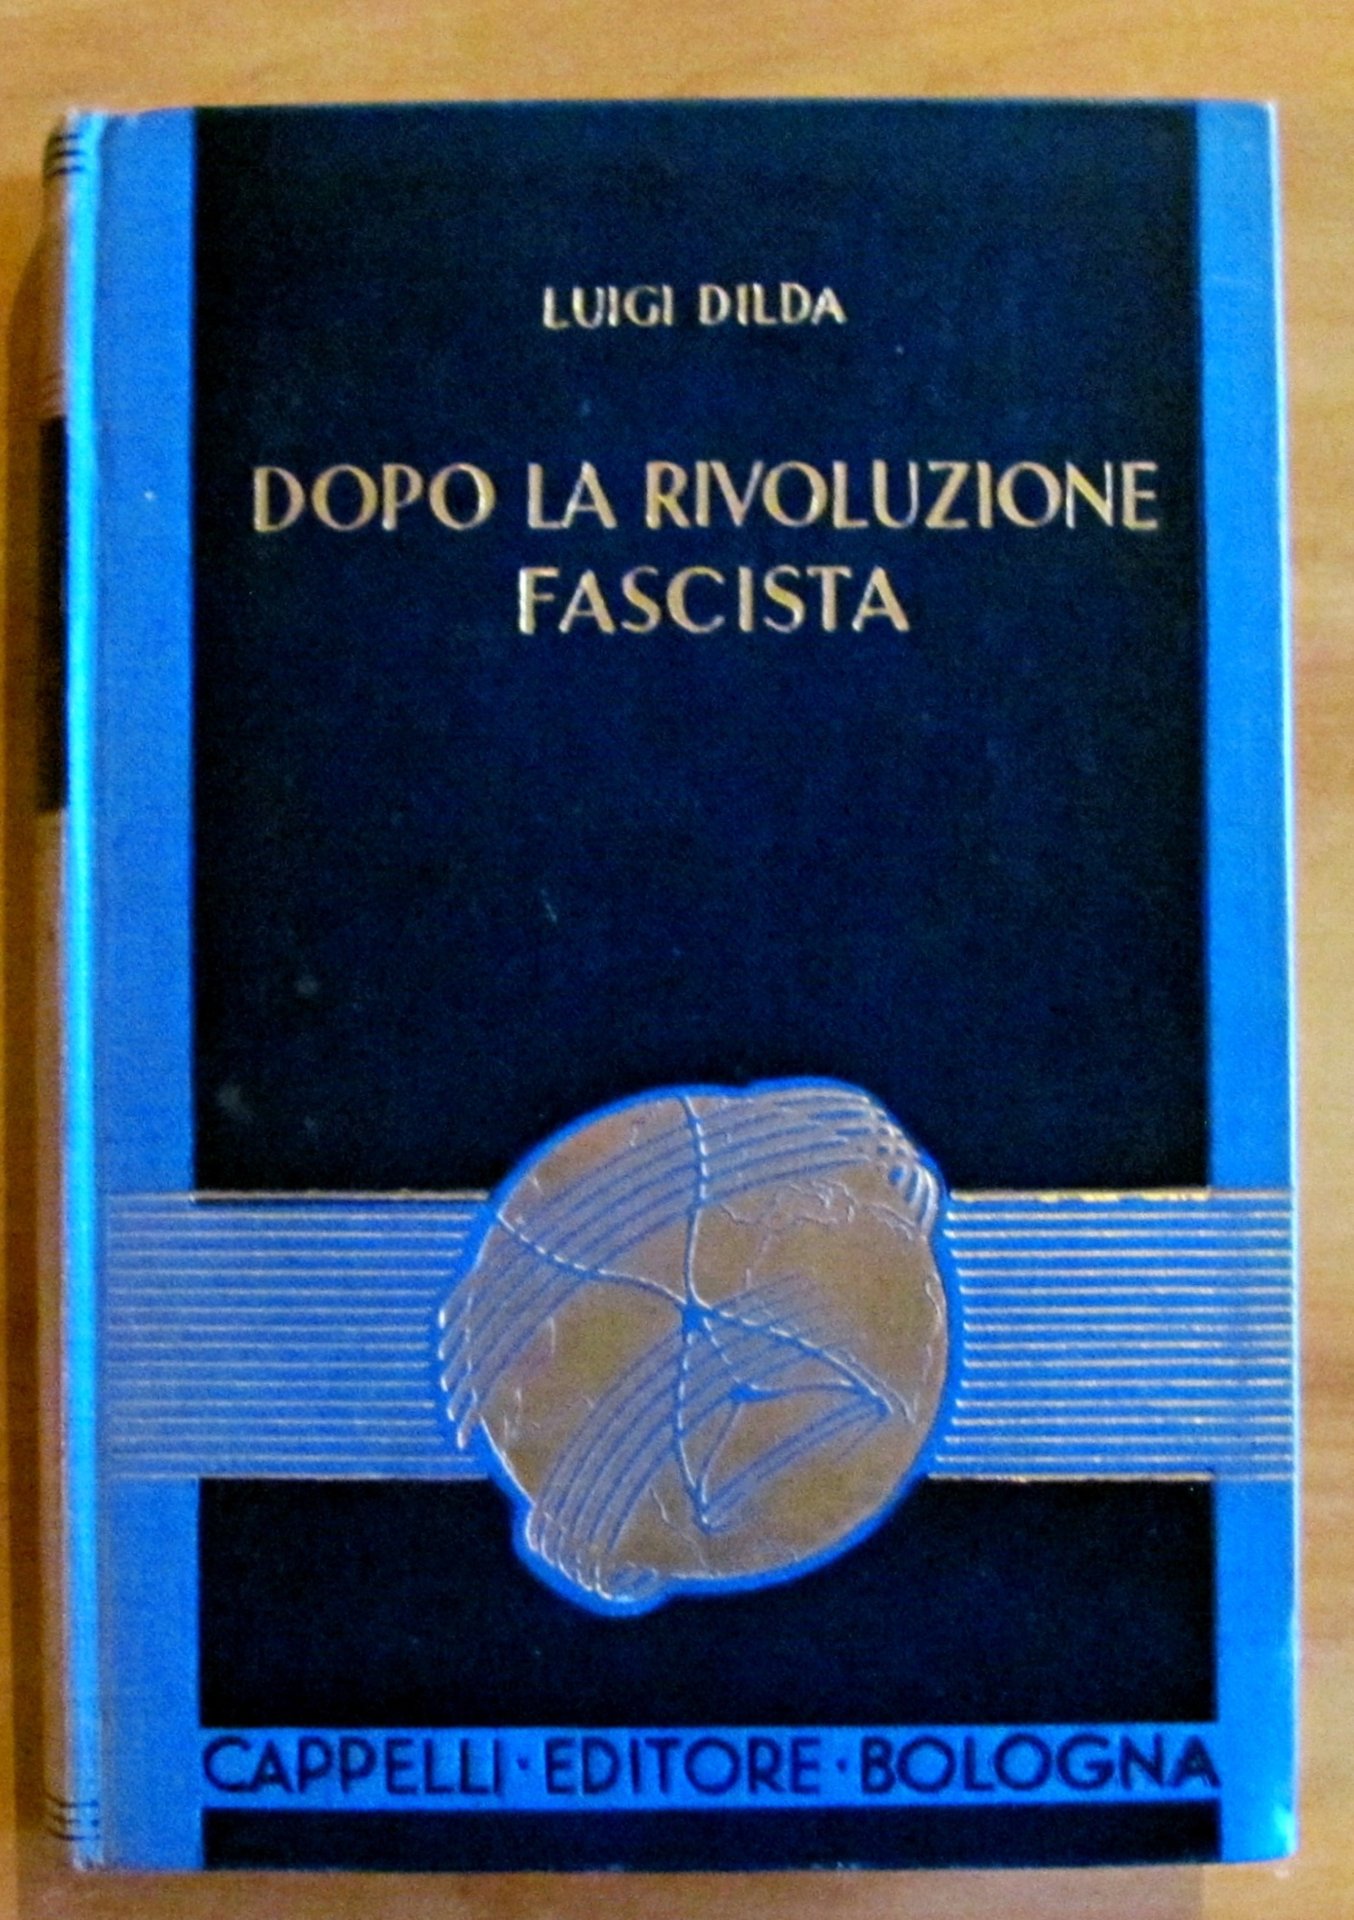 LUIGI DILDA
DOPO LA RIVOLUZIONE
FASCISTA
CAPPELLI · EDITORE · BOLOGNA